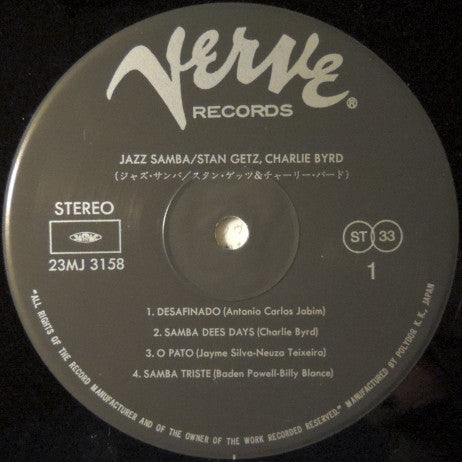 Verve
®
RECORDS
JAZZ SAMBA/STAN GETZ, CHARLIE BYRD
(ジャズ・サンバ/スタン・ゲッツ&チャーリー・バード)
STEREO
23MJ 3158
ST 33
1
1. DESAFINADO (Antonio Carlos Jobim)
2. SAMBA DEES DAYS (Charlie Byrd)
3. O PATO (Jayme Silva-Neuza Teixeira)
4. SAMBA TRISTE (Baden Powell-Billy Blance)
"ALL RIGHTS OF THE RECORD MANUFACTURER AND OF THE OWNER OF THE WORK RECORDED RESERVED." MANUFACTURED BY POLYDOR K.K., JAPAN